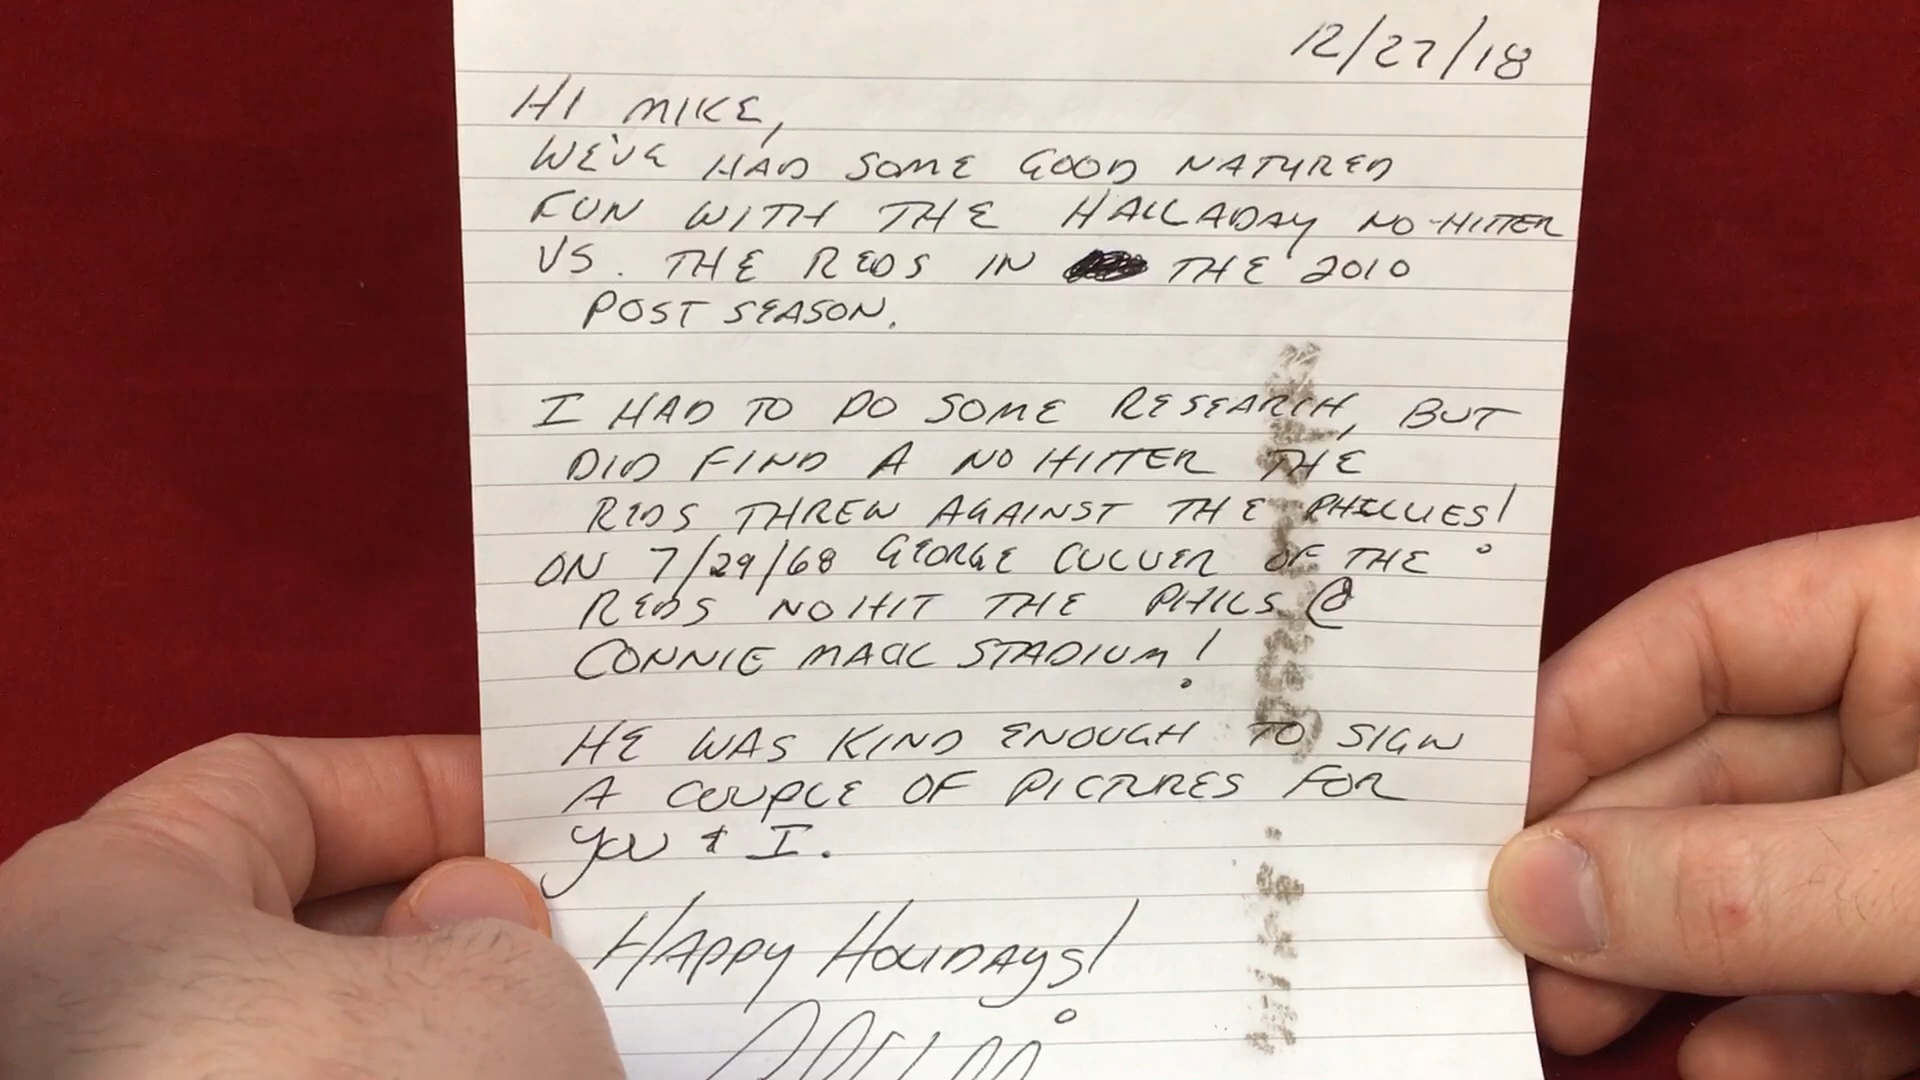 12/27/18
HI MIKE,
WE'VE HAD SOME GOOD NATURED
FUN WITH THE HALLADAY NO-HITTER
VS. THE REDS IN THE 2010
POST SEASON.
I HAD TO DO SOME RESEARCH, BUT
DID FIND A NO HITTER THE
REDS THREW AGAINST THE PHILLIES!
ON 7/29/68 GEORGE CULVER OF THE
REDS NO HIT THE PHILS @
CONNIE MACK STADIUM!
HE WAS KIND ENOUGH TO SIGN
A COUPLE OF PICTURES FOR
YOU & I.
HAPPY HOLIDAYS!